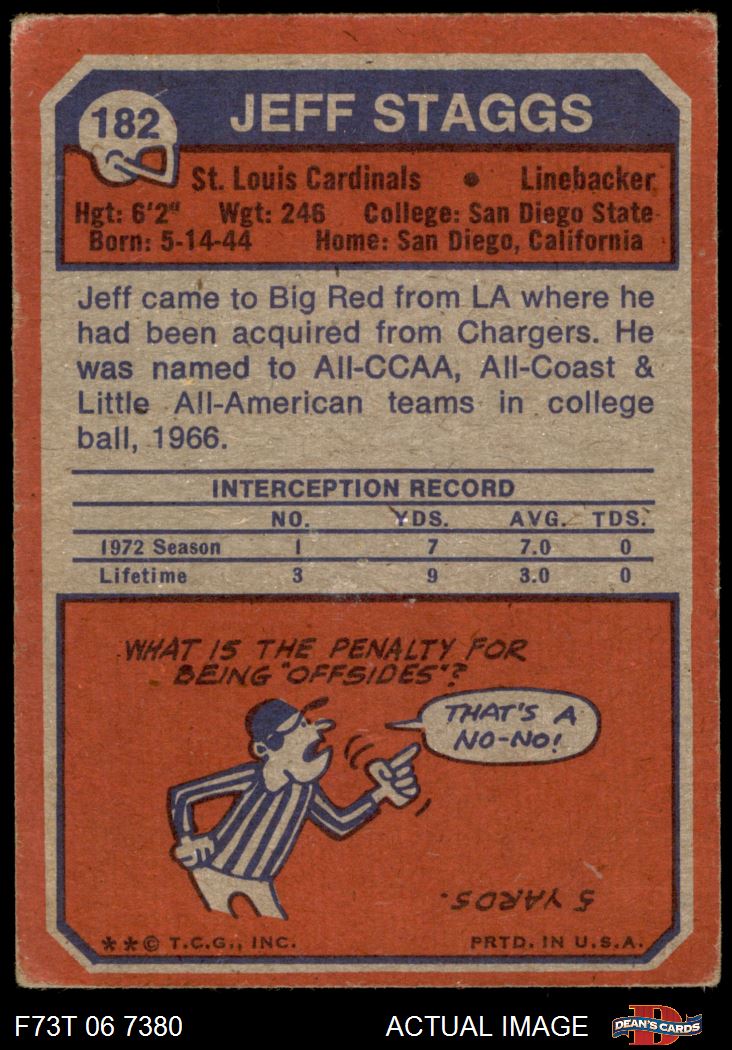 182
JEFF STAGGS
St. Louis Cardinals • Linebacker
Hgt: 6'2" Wgt: 246 College: San Diego State
Born: 5-14-44 Home: San Diego, California
Jeff came to Big Red from LA where he
had been acquired from Chargers. He
was named to All-CCAA, All-Coast &
Little All-American teams in college
ball, 1966.
INTERCEPTION RECORD
NO. YDS. AVG. TDS.
1972 Season 1 7 7.0 0
Lifetime 3 9 3.0 0
WHAT IS THE PENALTY FOR
BEING "OFFSIDES"?
THAT'S A
NO-NO!
5 YARDS.
**© T.C.G., INC. PRTD. IN U.S.A.
F73T 06 7380 ACTUAL IMAGE
D
DEAN'S CARDS